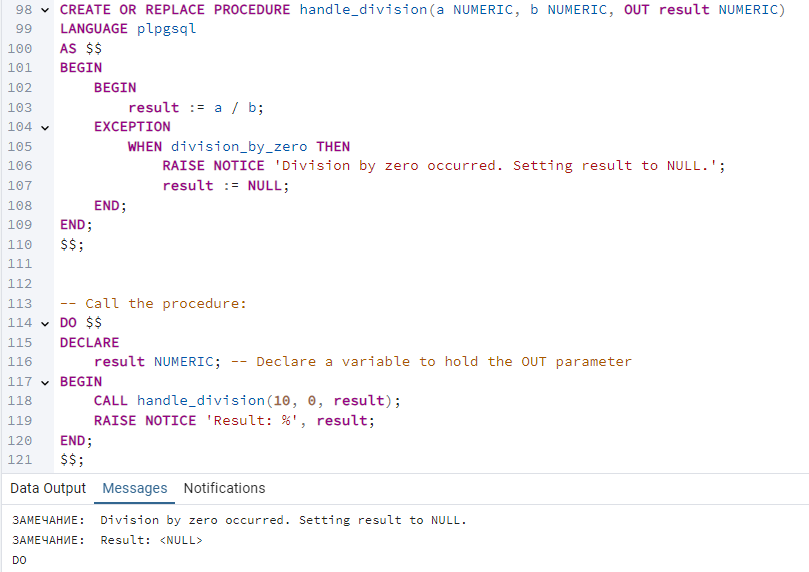 98 CREATE OR REPLACE PROCEDURE handle_division(a NUMERIC, b NUMERIC, OUT result NUMERIC)
99 LANGUAGE plpgsql
100 AS $$
101 BEGIN
102     BEGIN
103         result := a / b;
104     EXCEPTION
105         WHEN division_by_zero THEN
106             RAISE NOTICE 'Division by zero occurred. Setting result to NULL.';
107             result := NULL;
108     END;
109 END;
110 $$;
111
112
113 -- Call the procedure:
114 DO $$
115 DECLARE
116     result NUMERIC; -- Declare a variable to hold the OUT parameter
117 BEGIN
118     CALL handle_division(10, 0, result);
119     RAISE NOTICE 'Result: %', result;
120 END;
121 $$;
Data Output Messages Notifications
ЗАМЕЧАНИЕ:  Division by zero occurred. Setting result to NULL.
ЗАМЕЧАНИЕ:  Result: <NULL>
DO